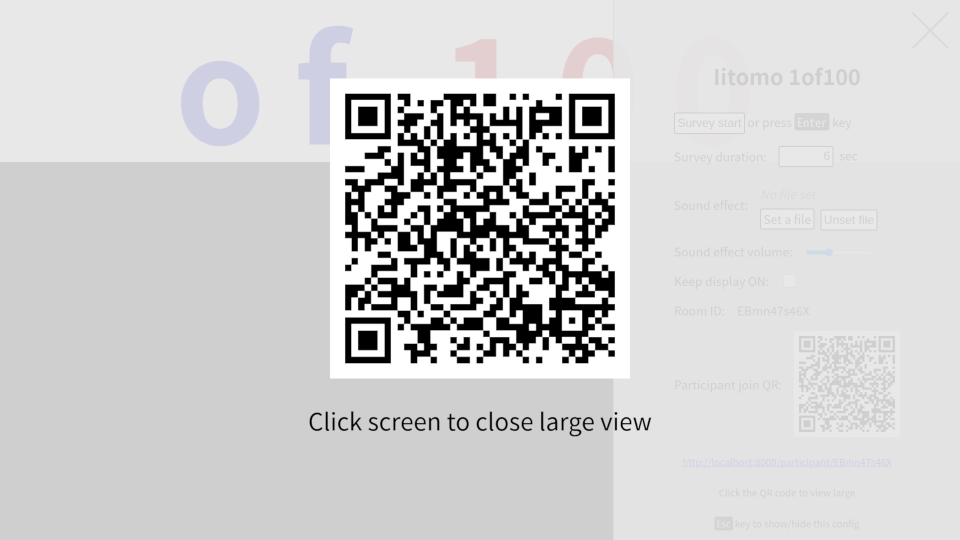 of 100
Iitomo 1of100
Survey start or press Enter key
Survey duration: 6 sec
No file set
Sound effect:
Set a file Unset file
Sound effect volume:
Keep display ON:
Room ID: EBmn47s46X
Participant join QR:
http://localhost:8000/participant/EBmn47s46X
Click the QR code to view large
Esc key to show/hide this config
Click screen to close large view